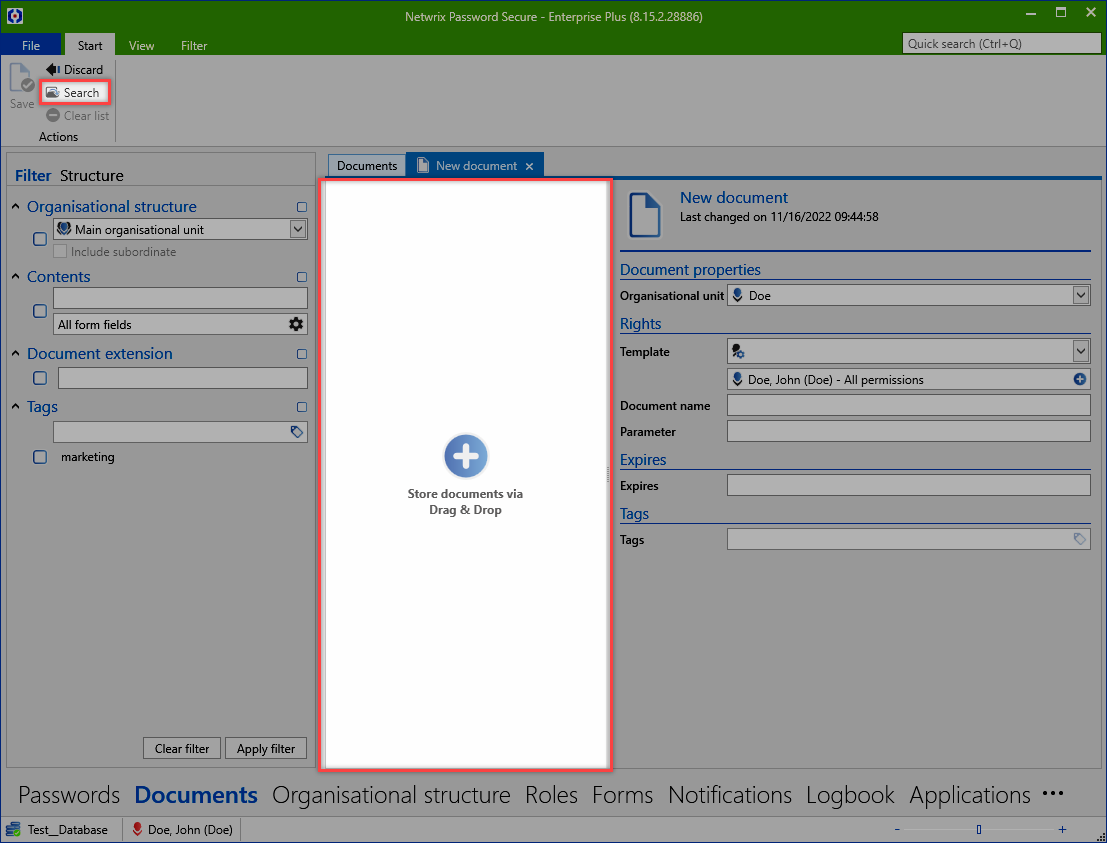 Netwrix Password Secure - Enterprise Plus (8.15.2.28886)
File Start View Filter
Quick search (Ctrl+Q)
Discard
Search
Save
Clear list
Actions
Filter Structure
Organisational structure
Main organisational unit
Include subordinate
Contents
All form fields
Document extension
Tags
marketing
Clear filter Apply filter
Documents New document
Store documents via
Drag & Drop
New document
Last changed on 11/16/2022 09:44:58
Document properties
Organisational unit Doe
Rights
Template
Doe, John (Doe) - All permissions
Document name
Parameter
Expires
Expires
Tags
Tags
Passwords Documents Organisational structure Roles Forms Notifications Logbook Applications ...
Test__Database Doe, John (Doe)